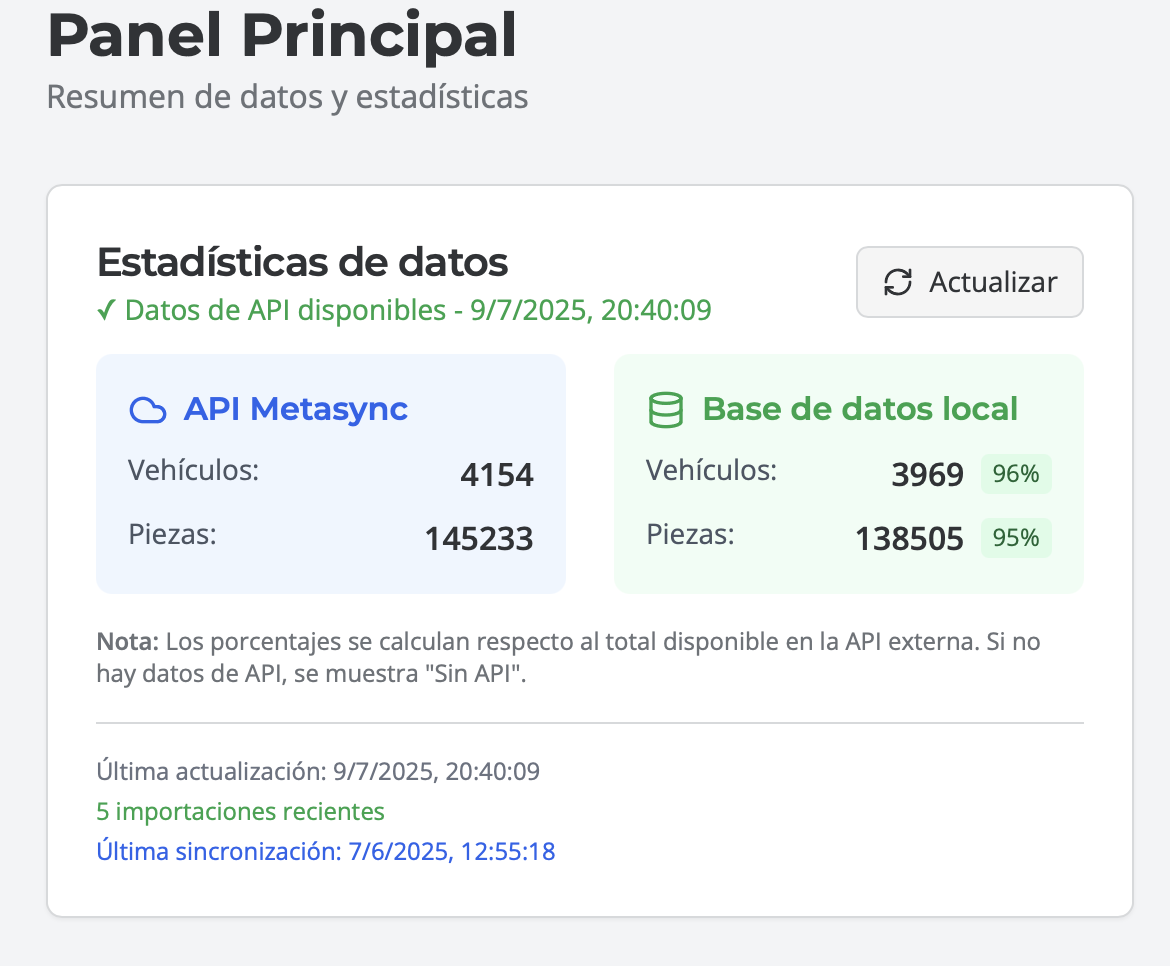 Panel Principal
Resumen de datos y estadísticas
Estadísticas de datos
Actualizar
✓ Datos de API disponibles - 9/7/2025, 20:40:09
API Metasync
Vehículos: 4154
Piezas: 145233
Base de datos local
Vehículos: 3969 96%
Piezas: 138505 95%
Nota: Los porcentajes se calculan respecto al total disponible en la API externa. Si no
hay datos de API, se muestra "Sin API".
Última actualización: 9/7/2025, 20:40:09
5 importaciones recientes
Última sincronización: 7/6/2025, 12:55:18